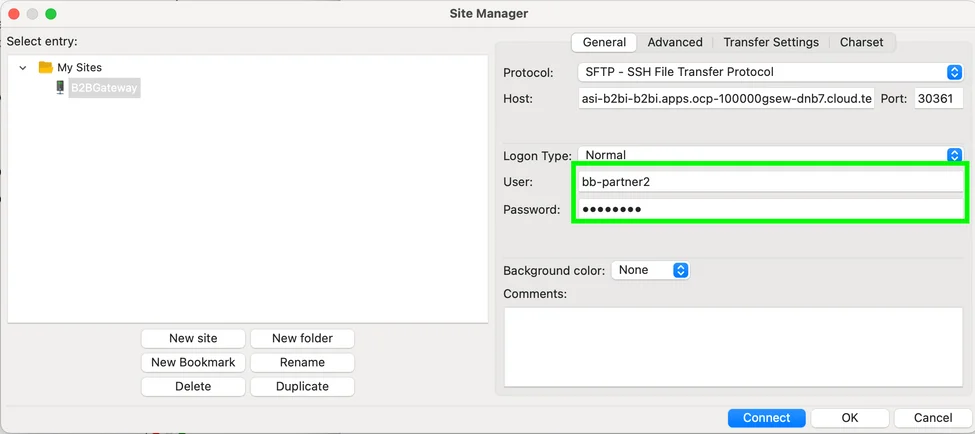 Site Manager
Select entry:
My Sites
B2BGateway
New site
New folder
New Bookmark
Rename
Delete
Duplicate
General
Advanced
Transfer Settings
Charset
Protocol:
SFTP - SSH File Transfer Protocol
Host:
asi-b2bi-b2bi.apps.ocp-100000gsew-dnb7.cloud.te
Port:
30361
Logon Type:
Normal
User:
bb-partner2
Password:
●●●●●●●●
Background color:
None
Comments:
Connect
OK
Cancel